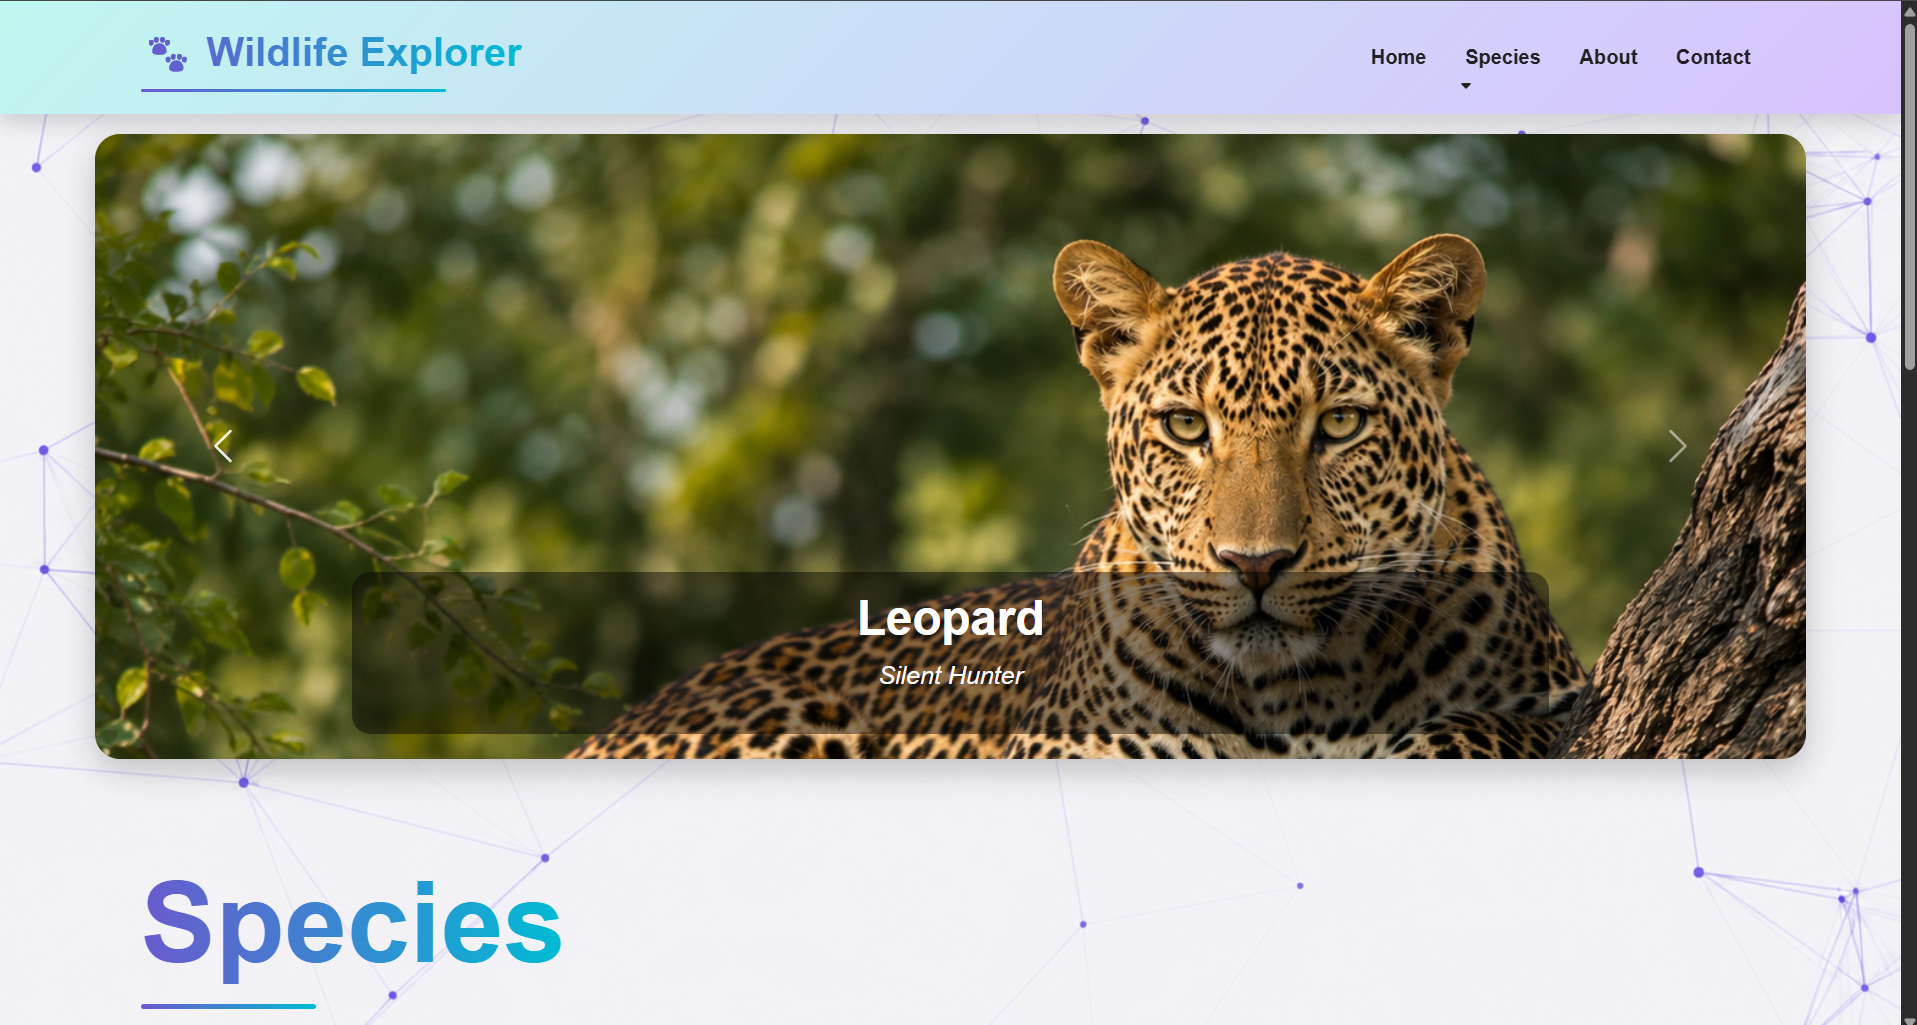 Wildlife Explorer
Home Species About Contact
Leopard
Silent Hunter
Species